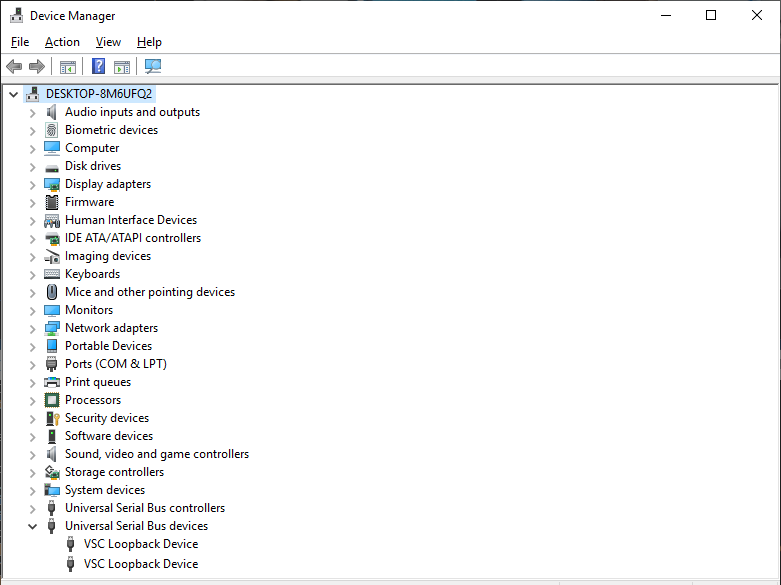 Device Manager
File Action View Help
DESKTOP-8M6UFQ2
Audio inputs and outputs
Biometric devices
Computer
Disk drives
Display adapters
Firmware
Human Interface Devices
IDE ATA/ATAPI controllers
Imaging devices
Keyboards
Mice and other pointing devices
Monitors
Network adapters
Portable Devices
Ports (COM & LPT)
Print queues
Processors
Security devices
Software devices
Sound, video and game controllers
Storage controllers
System devices
Universal Serial Bus controllers
Universal Serial Bus devices
VSC Loopback Device
VSC Loopback Device